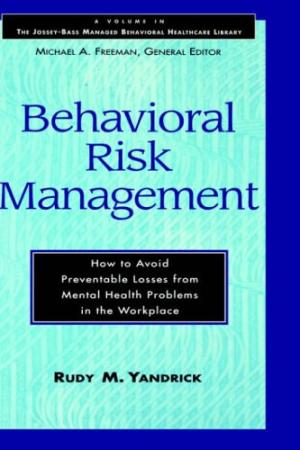 A VOLUME IN
THE JOSSEY-BASS MANAGED BEHAVIORAL HEALTHCARE LIBRARY
MICHAEL A. FREEMAN, GENERAL EDITOR
Behavioral
Risk
Management
How to Avoid
Preventable Losses from
Mental Health Problems
in the Workplace
RUDY M. YANDRICK